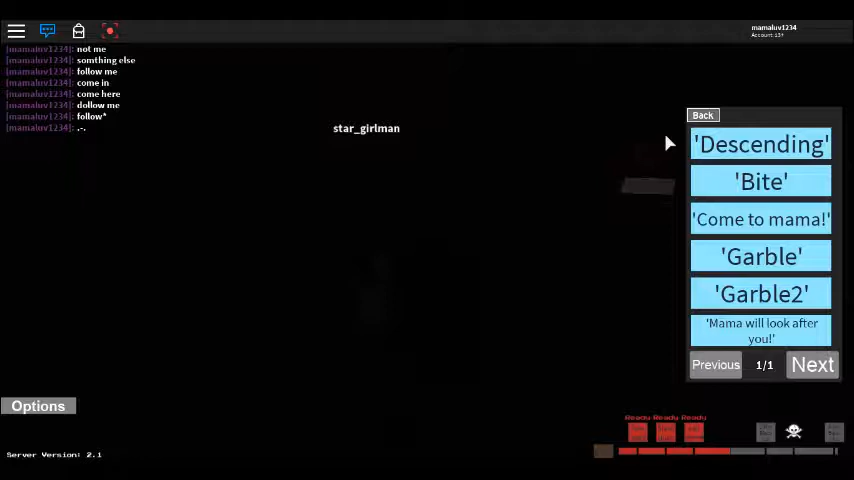 mamaluv1234
Account: 13+
[mamaluv1234]: not me
[mamaluv1234]: somthing else
[mamaluv1234]: follow me
[mamaluv1234]: come in
[mamaluv1234]: come here
[mamaluv1234]: dollow me
[mamaluv1234]: follow*
[mamaluv1234]: .-.
star_girlman
Back
'Descending'
'Bite'
'Come to mama!'
'Garble'
'Garble2'
'Mama will look after
you!'
Previous 1/1 Next
Options
Ready Ready Ready
Server Version: 2.1